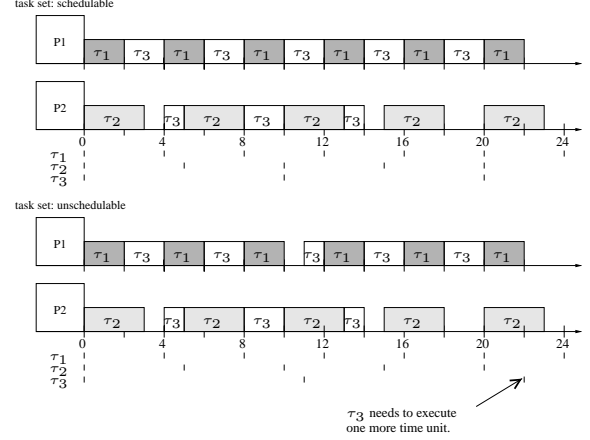 task set: schedulable
P1 τ1 τ3 τ1 τ3 τ1 τ3 τ1 τ3 τ1 τ3 τ1
P2 τ2 τ3 τ2 τ3 τ2 τ3 τ2 τ2
0 4 8 12 16 20 24
τ1
τ2
τ3
task set: unschedulable
P1 τ1 τ3 τ1 τ3 τ1 τ3 τ1 τ3 τ1 τ3 τ1
P2 τ2 τ3 τ2 τ3 τ2 τ3 τ2 τ2
0 4 8 12 16 20 24
τ1
τ2
τ3
τ3 needs to execute
one more time unit.